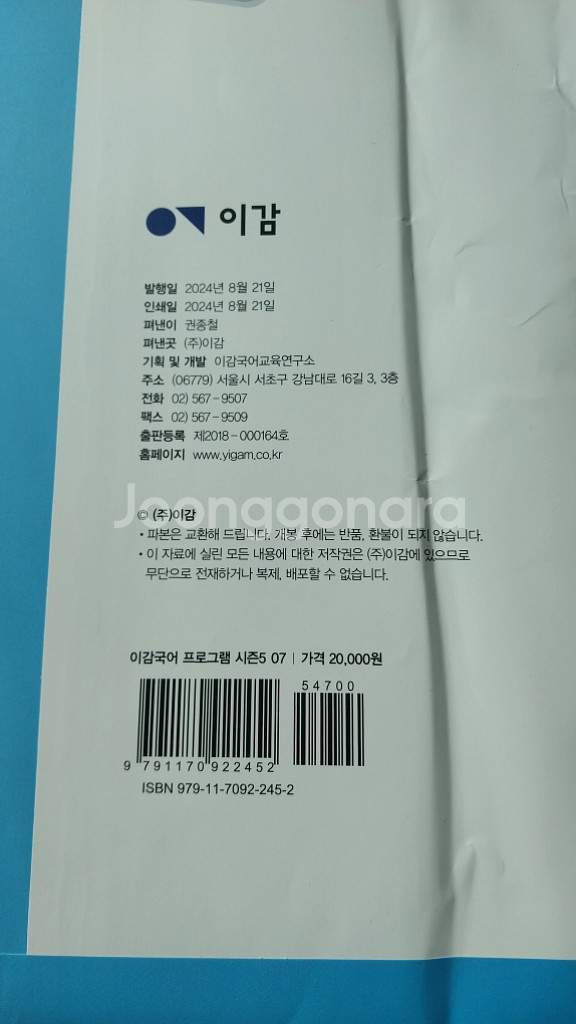 이감
발행일 2024년 8월 21일
인쇄일 2024년 8월 21일
펴낸이 권종철
펴낸곳 (주)이감
기획 및 개발 이감국어교육연구소
주소 (06779) 서울시 서초구 강남대로 16길 3, 3층
전화 02) 567-9507
팩스 02) 567-9509
출판등록 제2018-000164호
홈페이지 www.yigam.co.kr
Joonggonara
© (주)이감
• 파본은 교환해 드립니다. 개봉 후에는 반품, 환불이 되지 않습니다.
• 이 자료에 실린 모든 내용에 대한 저작권은 (주)이감에 있으므로
무단으로 전재하거나 복제, 배포할 수 없습니다.
이감국어 프로그램 시즌5 07 | 가격 20,000원
54700
9 791170 922452
ISBN 979-11-7092-245-2